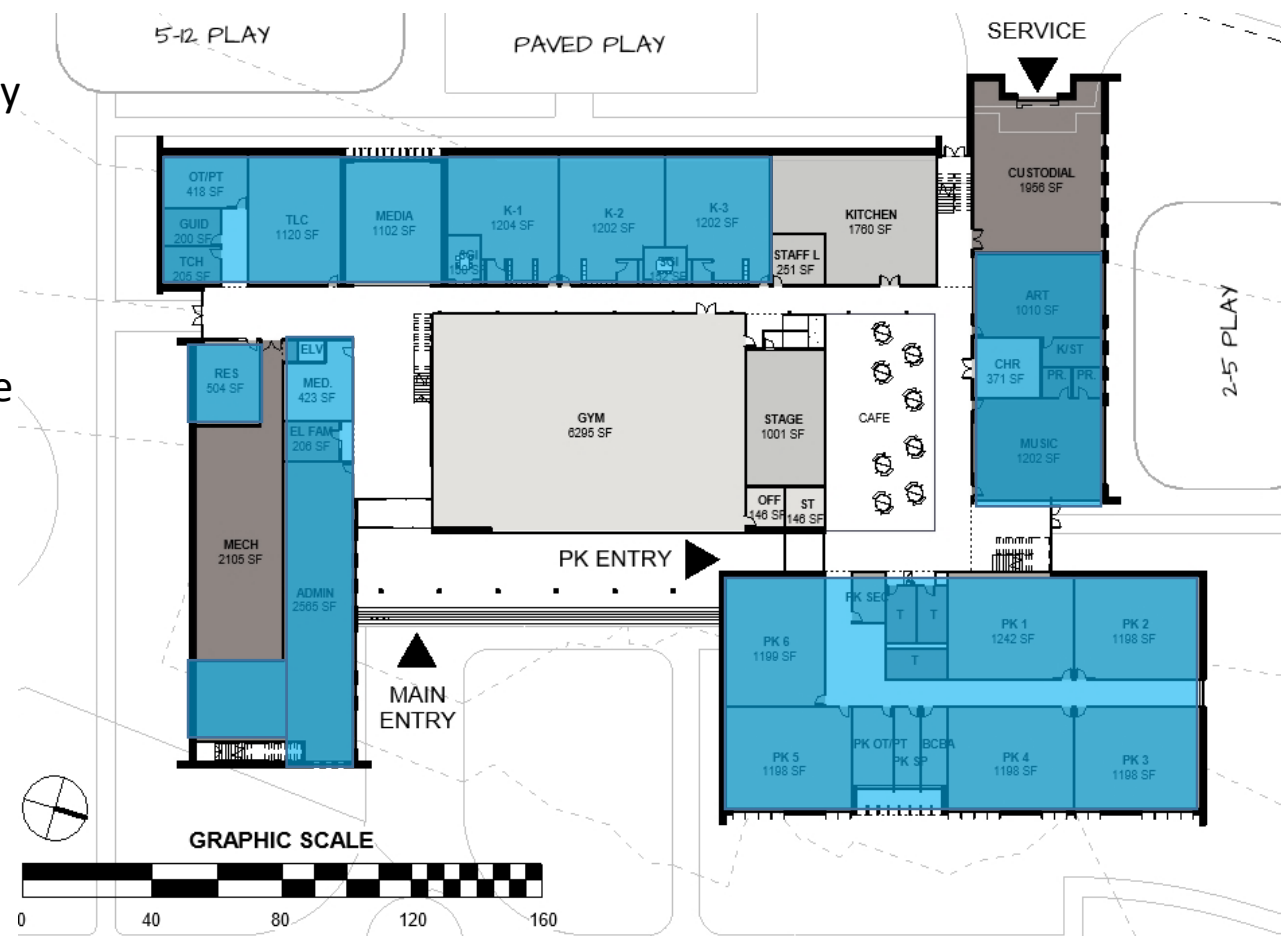 5-12 PLAY
PAVED PLAY
SERVICE
y
e
OT/PT
418 SF
GUID
200 SF
TCH
205 SF
TLC
1120 SF
MEDIA
1102 SF
K-1
1204 SF
SGI
150 SF
K-2
1202 SF
SGI
K-3
1202 SF
KITCHEN
1760 SF
STAFF L
251 SF
CUSTODIAL
1956 SF
ART
1010 SF
CHR
371 SF
K/ST
PR.
PR.
MUSIC
1202 SF
2-5 PLAY
RES
504 SF
ELV
MED.
423 SF
EL FAM
206 SF
GYM
6295 SF
STAGE
1001 SF
CAFE
OFF
146 SF
ST
146 SF
MECH
2105 SF
ADMIN
2565 SF
PK ENTRY
MAIN
ENTRY
PK SEC
T
T
T
PK 6
1199 SF
PK 1
1242 SF
PK 2
1198 SF
PK 5
1198 SF
PK OT/PT
PK SP
BCBA
PK 4
1198 SF
PK 3
1198 SF
GRAPHIC SCALE
0 40 80 120 160